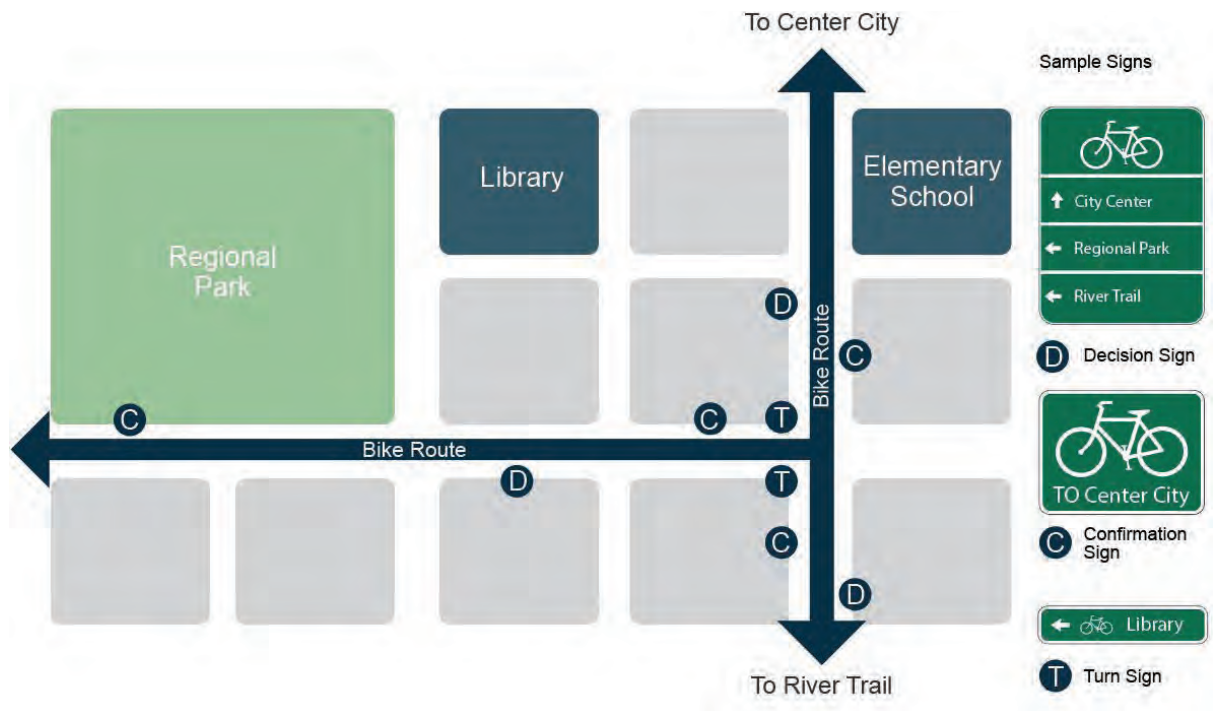 To Center City
Sample Signs
Library
Elementary
School
City Center
Regional
Park
Regional Park
River Trail
D
Bike Route
C
D Decision Sign
C
C
T
Bike Route
D
T
TO Center City
C
C Confirmation
Sign
D
Library
To River Trail
T Turn Sign